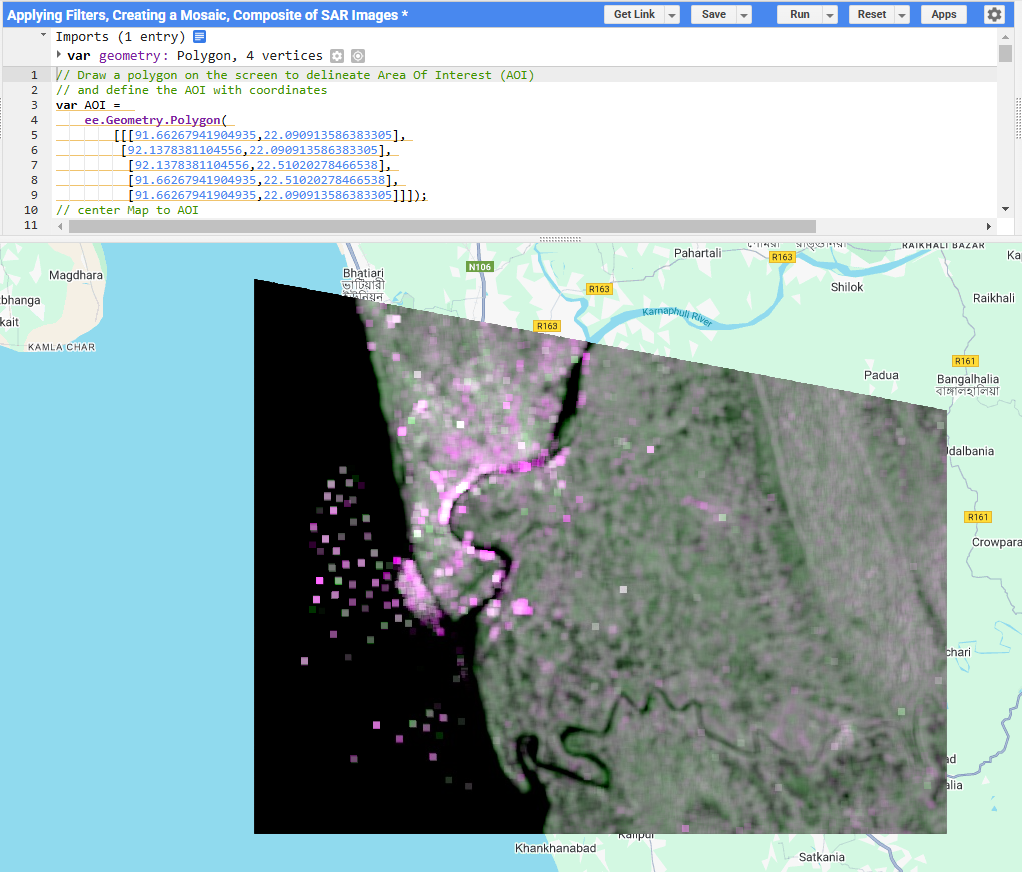 Applying Filters, Creating a Mosaic, Composite of SAR Images *
Get Link
Save
Run
Reset
Apps
Imports (1 entry)
var geometry: Polygon, 4 vertices
1 // Draw a polygon on the screen to delineate Area Of Interest (AOI)
2 // and define the AOI with coordinates
3 var AOI =
4 ee.Geometry.Polygon(
5 [[[91.66267941904935,22.090913586383305],
6 [92.1378381104556,22.090913586383305],
7 [92.1378381104556,22.51020278466538],
8 [91.66267941904935,22.51020278466538],
9 [91.66267941904935,22.090913586383305]]]);
10 // center Map to AOI
11
Pahartali
R163
RAIKHALI BAZAR
N106
Bhatiari
ভাটিয়ারী
ইউনিয়ন
Magdhara
R163
Shilok
Raikhali
kait
Karnaphuli River
R163
KAMLA CHAR
R161
Padua
Bangalhalia
বাঙ্গালহালিয়া
Udalbania
R161
Crowpara
chari
ad
alia
Kalipur
Khankhanabad
Satkania